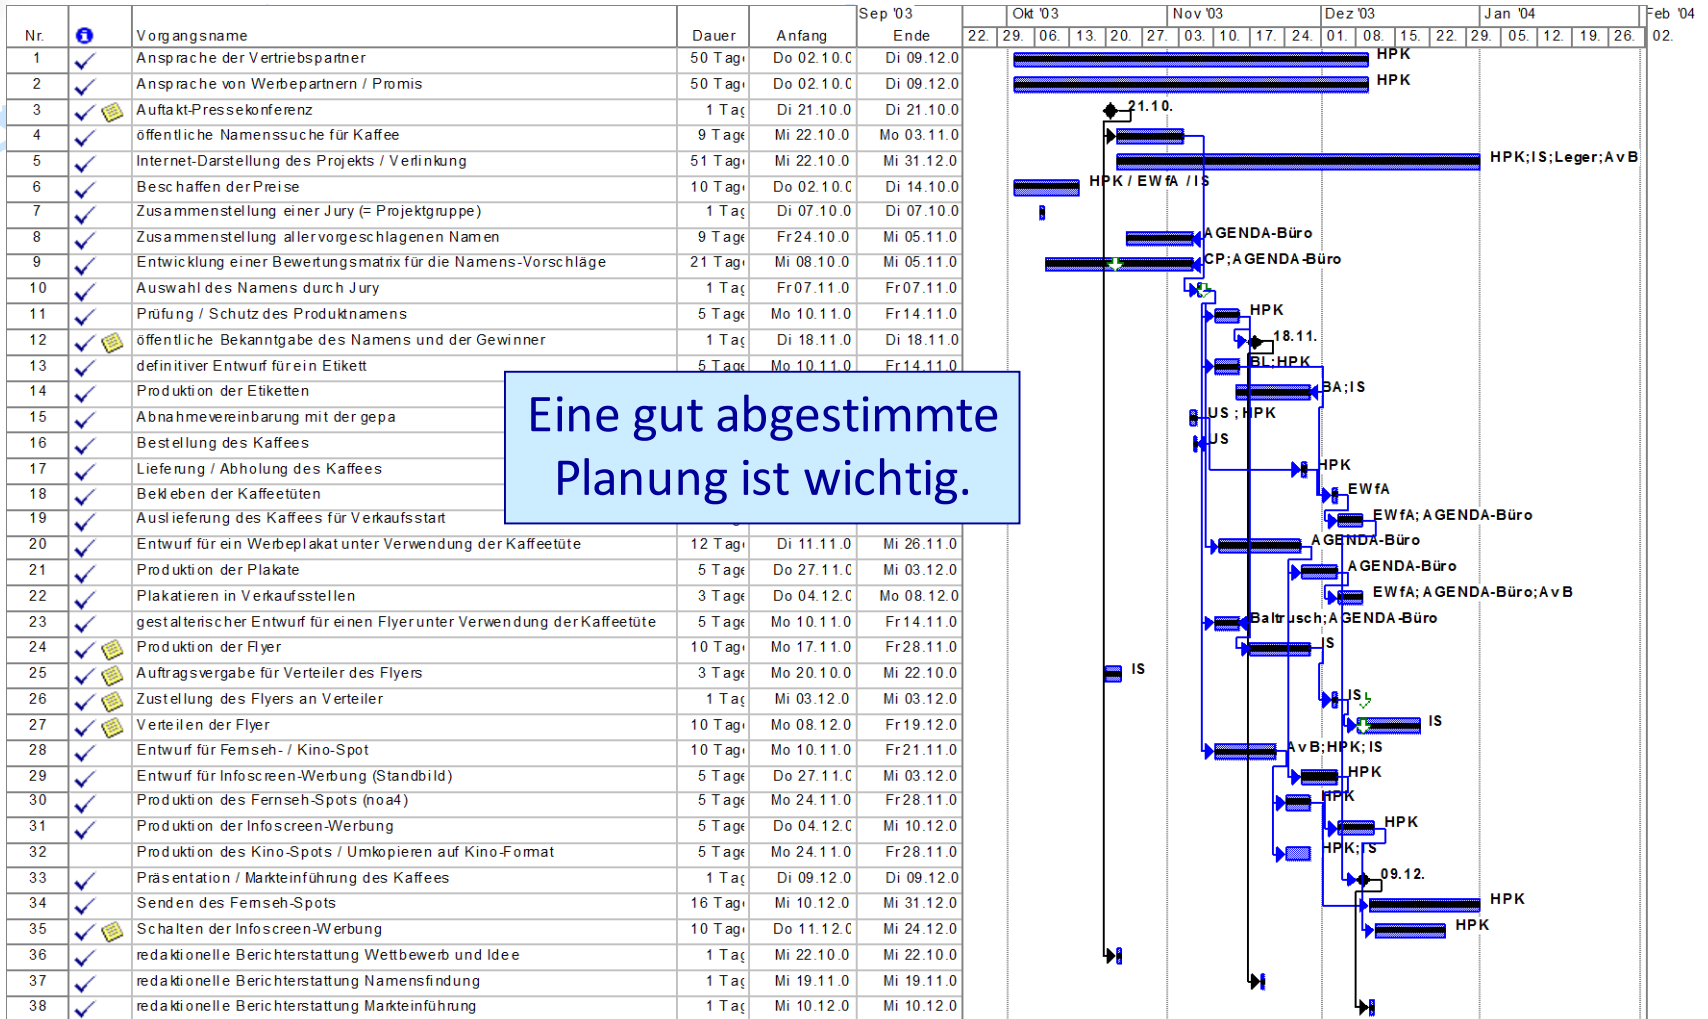 Sep '03 Okt '03 Nov '03 Dez '03 Jan '04 Feb '04
Nr. Vorgangsname Dauer Anfang Ende 22. 29. 06. 13. 20. 27. 03. 10. 17. 24. 01. 08. 15. 22. 29. 05. 12. 19. 26. 02.
1 Ansprache der Vertriebspartner 50 Tag Do 02.10.0 Di 09.12.0 HPK
2 Ansprache von Werbepartnern / Promis 50 Tag Do 02.10.0 Di 09.12.0 HPK
3 Auftakt-Pressekonferenz 1 Tag Di 21.10.0 Di 21.10.0 21.10.
4 öffentliche Namenssuche für Kaffee 9 Tage Mi 22.10.0 Mo 03.11.0
5 Internet-Darstellung des Projekts / Verlinkung 51 Tag Mi 22.10.0 Mi 31.12.0 HPK;IS;Leger;AvB
6 Beschaffen der Preise 10 Tag Do 02.10.0 Di 14.10.0 HPK / EWfA / IS
7 Zusammenstellung einer Jury (= Projektgruppe) 1 Tag Di 07.10.0 Di 07.10.0
8 Zusammenstellung aller vorgeschlagenen Namen 9 Tage Fr 24.10.0 Mi 05.11.0 AGENDA-Büro
9 Entwicklung einer Bewertungsmatrix für die Namens-Vorschläge 21 Tag Mi 08.10.0 Mi 05.11.0 CP;AGENDA-Büro
10 Auswahl des Namens durch Jury 1 Tag Fr 07.11.0 Fr 07.11.0
11 Prüfung / Schutz des Produktnamens 5 Tage Mo 10.11.0 Fr 14.11.0 HPK
12 öffentliche Bekanntgabe des Namens und der Gewinner 1 Tag Di 18.11.0 Di 18.11.0 18.11.
13 definitiver Entwurf für ein Etikett 5 Tage Mo 10.11.0 Fr 14.11.0 BL;HPK
14 Produktion der Etiketten BA;IS
15 Abnahmevereinbarung mit der gepa US ; HPK
16 Bestellung des Kaffees US
17 Lieferung / Abholung des Kaffees HPK
18 Bekleben der Kaffeetüten EWfA
19 Auslieferung des Kaffees für Verkaufsstart EWfA; AGENDA-Büro
Eine gut abgestimmte
Planung ist wichtig.
20 Entwurf für ein Werbeplakat unter Verwendung der Kaffeetüte 12 Tag Di 11.11.0 Mi 26.11.0 AGENDA-Büro
21 Produktion der Plakate 5 Tage Do 27.11.0 Mi 03.12.0 AGENDA-Büro
22 Plakatieren in Verkaufsstellen 3 Tage Do 04.12.0 Mo 08.12.0 EWfA; AGENDA-Büro;AvB
23 gestalterischer Entwurf für einen Flyer unter Verwendung der Kaffeetüte 5 Tage Mo 10.11.0 Fr 14.11.0 Baltrusch;AGENDA-Büro
24 Produktion der Flyer 10 Tag Mo 17.11.0 Fr 28.11.0 IS
25 Auftragsvergabe für Verteiler des Flyers 3 Tage Mo 20.10.0 Mi 22.10.0 IS
26 Zustellung des Flyers an Verteiler 1 Tag Mi 03.12.0 Mi 03.12.0 IS
27 Verteilen der Flyer 10 Tag Mo 08.12.0 Fr 19.12.0 IS
28 Entwurf für Fernseh- / Kino-Spot 10 Tag Mo 10.11.0 Fr 21.11.0 AvB;HPK;IS
29 Entwurf für Infoscreen-Werbung (Standbild) 5 Tage Do 27.11.0 Mi 03.12.0 HPK
30 Produktion des Fernseh-Spots (noa4) 5 Tage Mo 24.11.0 Fr 28.11.0 HPK
31 Produktion der Infoscreen-Werbung 5 Tage Do 04.12.0 Mi 10.12.0 HPK
32 Produktion des Kino-Spots / Umkopieren auf Kino-Format 5 Tage Mo 24.11.0 Fr 28.11.0 HPK;IS
33 Präsentation / Markteinführung des Kaffees 1 Tag Di 09.12.0 Di 09.12.0 09.12.
34 Senden des Fernseh-Spots 16 Tag Mi 10.12.0 Mi 31.12.0 HPK
35 Schalten der Infoscreen-Werbung 10 Tag Do 11.12.0 Mi 24.12.0 HPK
36 redaktionelle Berichterstattung Wettbewerb und Idee 1 Tag Mi 22.10.0 Mi 22.10.0
37 redaktionelle Berichterstattung Namensfindung 1 Tag Mi 19.11.0 Mi 19.11.0
38 redaktionelle Berichterstattung Markteinführung 1 Tag Mi 10.12.0 Mi 10.12.0